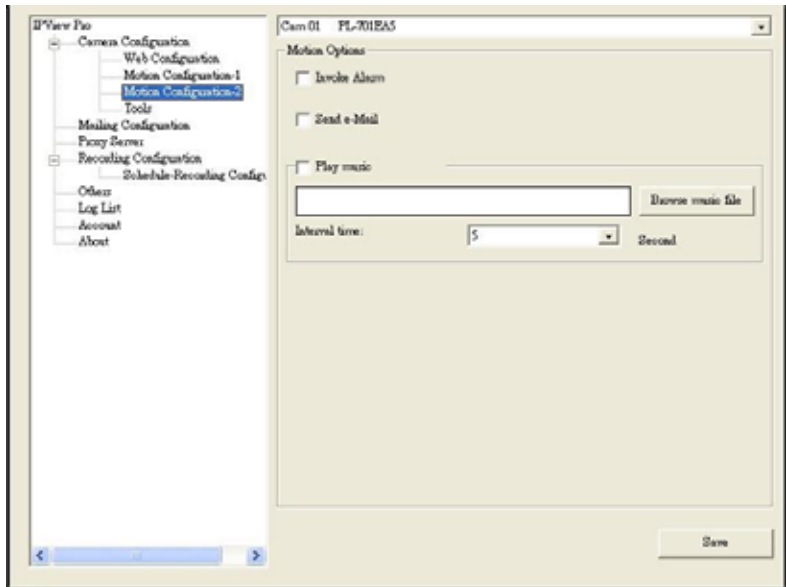 IPView Pro
Camera Configuration
Web Configuration
Motion Configuration-1
Motion Configuration-2
Tools
Mailing Configuration
Proxy Server
Recording Configuration
Schedule-Recording Configu
Others
Log List
Account
About
Cam 01 PL-701EA5
Motion Options
Invoke Alarm
Send e-Mail
Play music
Browse music file
Interval time:
5
Second
Save